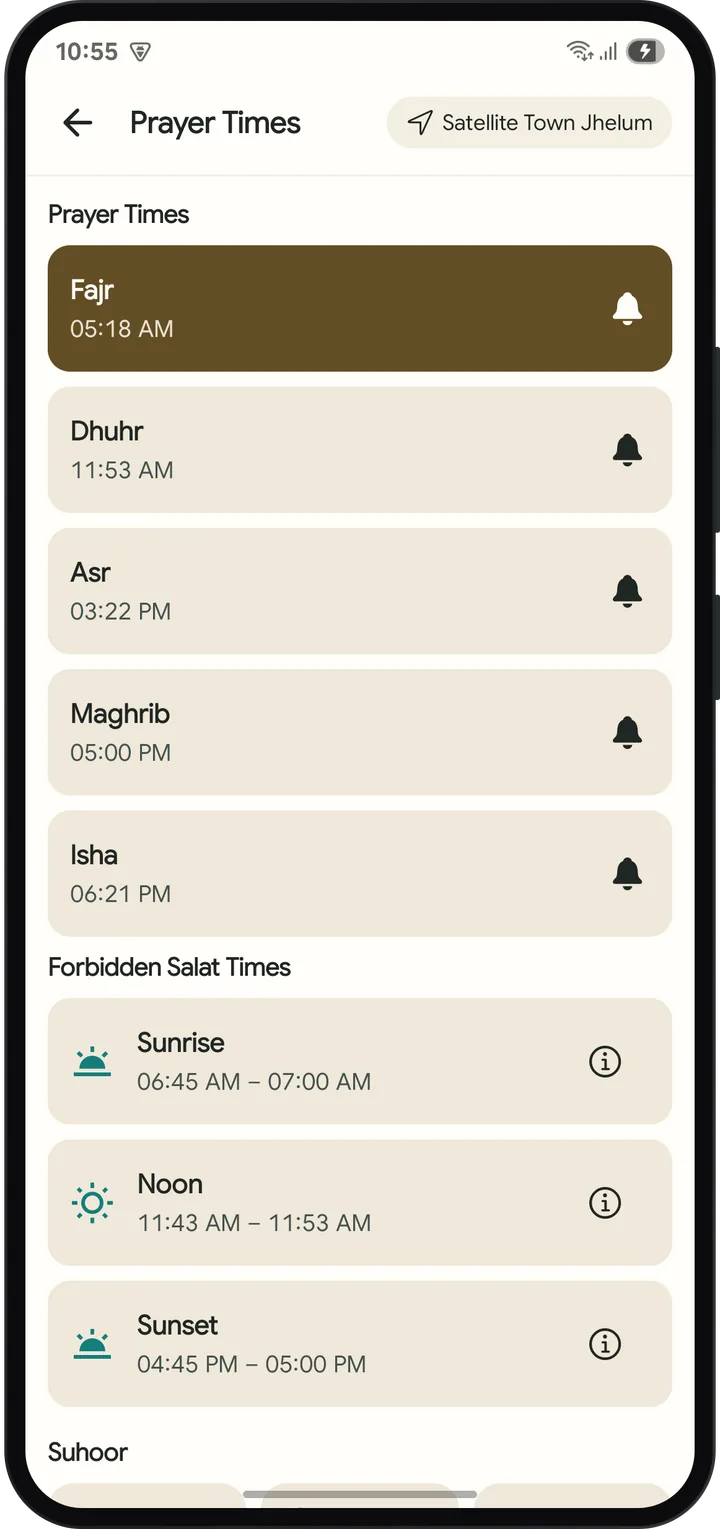 10:55
Prayer Times
Satellite Town Jhelum
Prayer Times
Fajr
05:18 AM
Dhuhr
11:53 AM
Asr
03:22 PM
Maghrib
05:00 PM
Isha
06:21 PM
Forbidden Salat Times
Sunrise
06:45 AM – 07:00 AM
Noon
11:43 AM – 11:53 AM
Sunset
04:45 PM – 05:00 PM
Suhoor